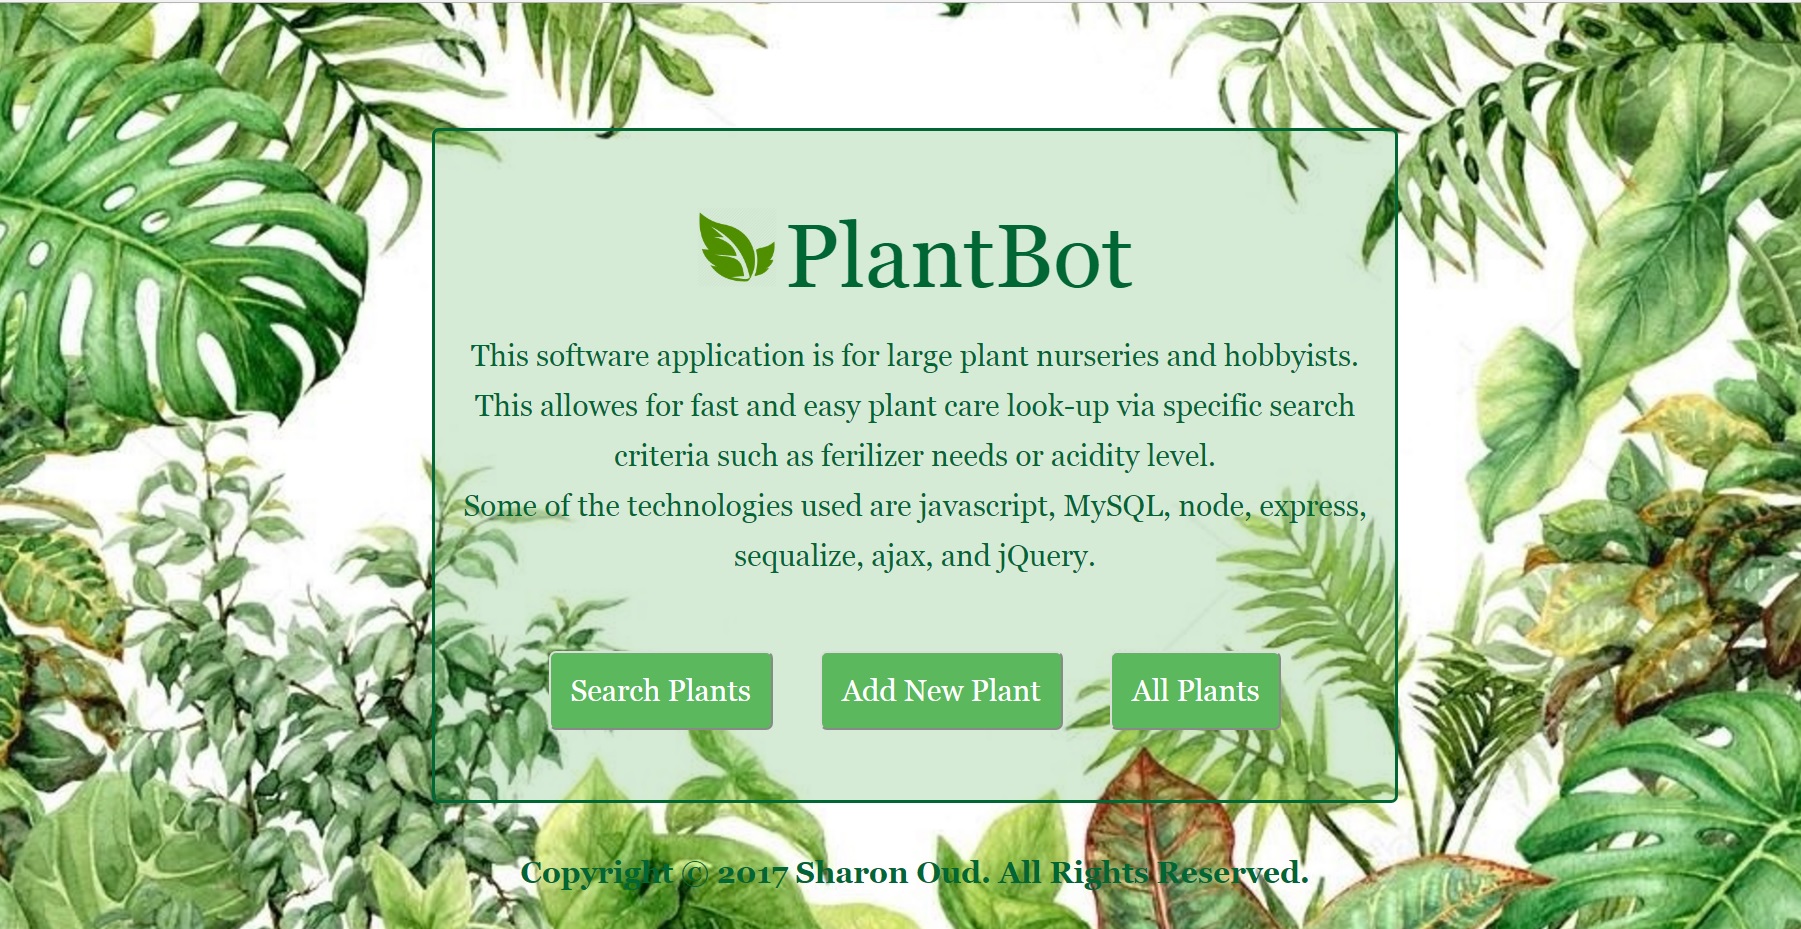 PlantBot
This software application is for large plant nurseries and hobbyists.
This allowes for fast and easy plant care look-up via specific search
criteria such as ferilizer needs or acidity level.
Some of the technologies used are javascript, MySQL, node, express,
sequalize, ajax, and jQuery.
Search Plants
Add New Plant
All Plants
Copyright © 2017 Sharon Oud. All Rights Reserved.